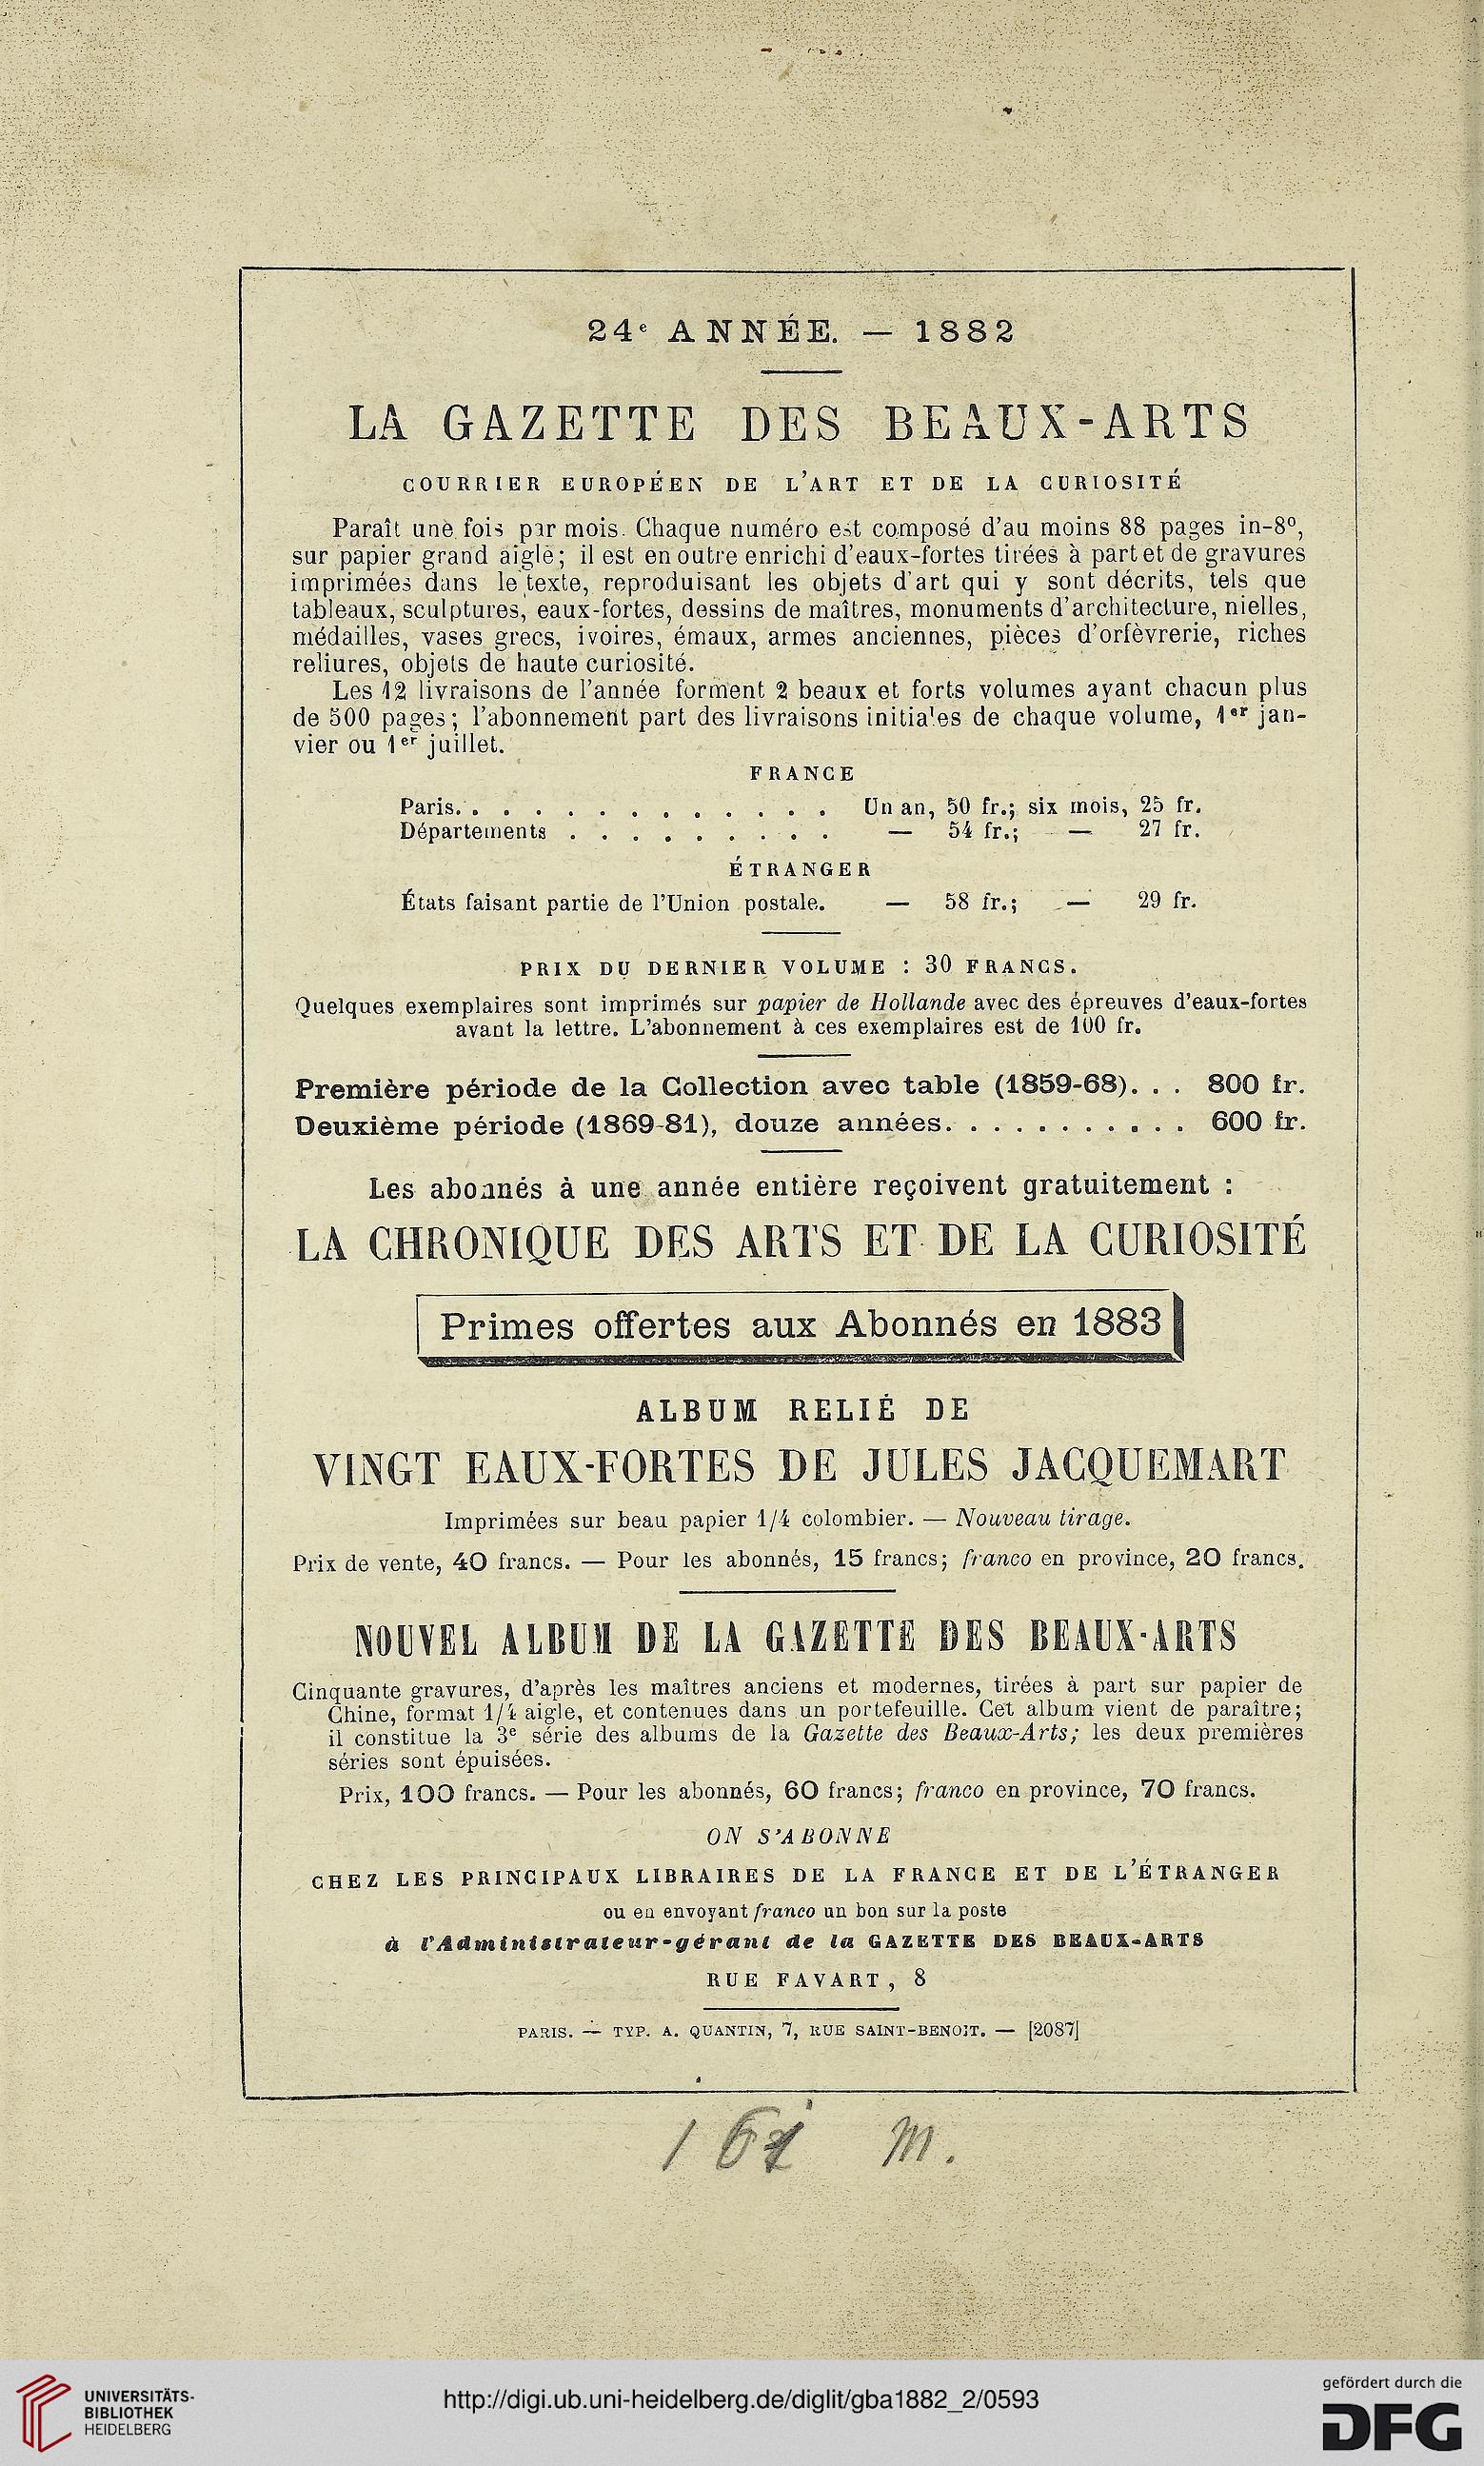 24e ANNÉE. — 1882
LA GAZETTE DES BEAUX-ARTS
COURRIER EUROPÉEN DE L'ART ET DE LA CURIOSITÉ
Paraît une fois par mois. Chaque numéro est composé d'au moins 88 pages in-8°,
sur papier grand aigle; il est en outre enrichi d'eaux-fortes tirées à part et de gravures
imprimées dans le texte, reproduisant les objets d'art qui y sont décrits, tels que
tableaux, sculptures, eaux-fortes, dessins de maîtres, monuments d'architecture, nielles,
médailles, vases grecs, ivoires, émaux, armes anciennes, pièces d'orfèvrerie, riches
reliures, objets de haute curiosité.
Les 12 livraisons de l'année forment 2 beaux et forts volumes ayant chacun plus
de 500 pages; l'abonnement part des livraisons initiales de chaque volume, 1er jan-
vier ou 1er juillet.
FRANCE
Paris. . . . . . . . . . . . . Un an, 50 fr.; six mois, 25 fr.
Départements . . . . . . . . . — 54 fr.; — 27 fr.
ÉTRANGER
États faisant partie de l'Union postale. — 58 fr.; — 29 fr.
PRIX DU DERNIER VOLUME : 30 FRANCS.
Quelques exemplaires sont imprimés sur papier de Hollande avec des épreuves d'eaux-fortes
avant la lettre. L'abonnement à ces exemplaires est de 100 fr.
Première période de la Collection avec table (1859-68). . . 800 fr.
Deuxième période (1869-81), douze années. . . . . . . . . . . 600 fr.
Les abonnés à une année entière reçoivent gratuitement :
LA CHRONIQUE DES ARTS ET DE LA CURIOSITÉ
Primes offertes aux Abonnés en 1883
ALBUM RELIÉ DE
VINGT EAUX-FORTES DE JULES JACQUEMART
Imprimées sur beau papier 1/4 colombier. — Nouveau tirage.
Prix de vente, 40 francs. — Pour les abonnés, 15 francs; franco en province, 20 francs.
NOUVEL ALBUM DE LA GAZETTE DES BEAUX-ARTS
Cinquante gravures, d'après les maîtres anciens et modernes, tirées à part sur papier de
Chine, format 1/4 aigle, et contenues dans un portefeuille. Cet album vient de paraître;
il constitue la 3e série des albums de la Gazette des Beaux-Arts; les deux premières
séries sont épuisées.
Prix, 100 francs. — Pour les abonnés, 60 francs; franco en province, 70 francs.
ON S'ABONNE
CHEZ LES PRINCIPAUX LIBRAIRES DE LA FRANCE ET DE L'ÉTRANGER
ou en envoyant franco un bon sur la poste
à l'Administrateur-gérant de la GAZETTE DES BEAUX-ARTS
RUE FAVART, 8
PARIS. — TYP. A. QUANTIN, 7, RUE SAINT-BENOIT. — [2087]
m.
UNIVERSITÄTS-
BIBLIOTHEK
HEIDELBERG
http://digi.ub.uni-heidelberg.de/diglit/gba1882_2/0593
gefördert durch die
DFG